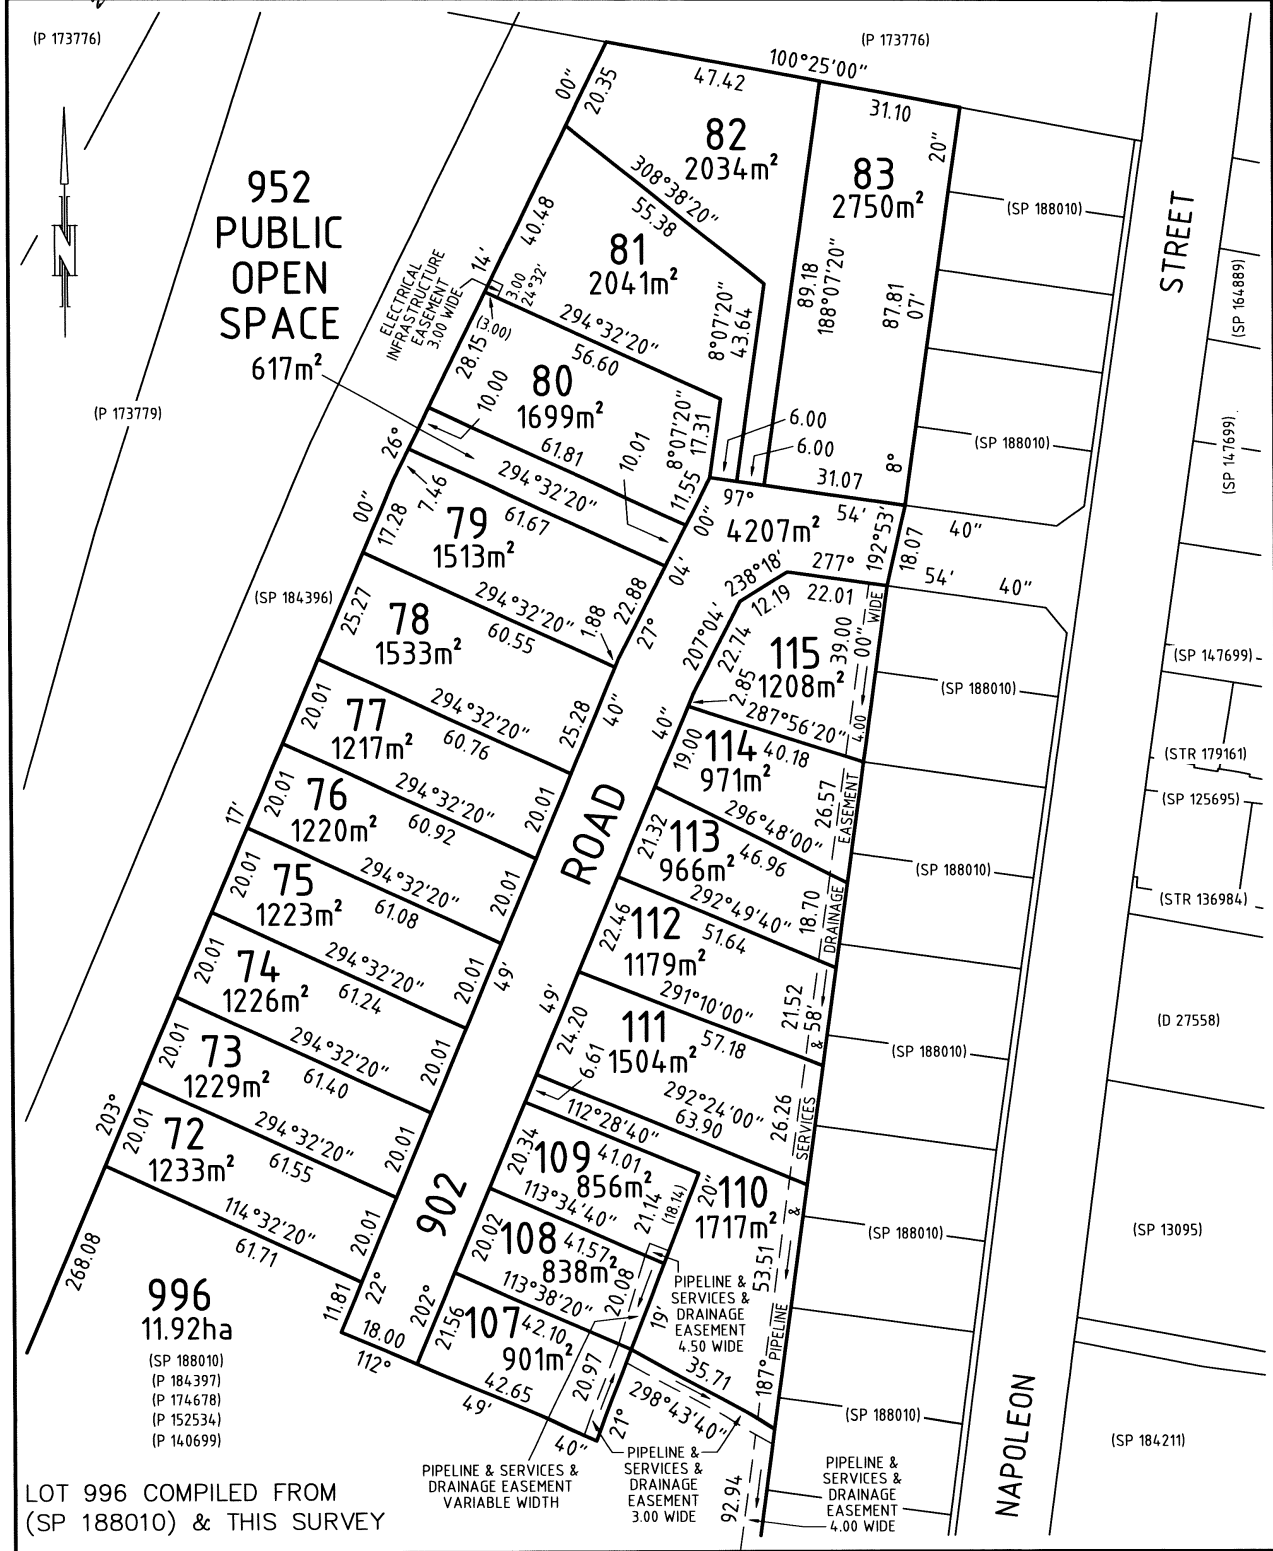 (P 173776)
(P 173776)
100°25'00"
00"
20.35
47.42
31.10
82
2034m²
20"
83
2750m²
(SP 188010)
STREET
952
PUBLIC
OPEN
SPACE
617m²
308°38'20"
55.38
40.48
81
2041m²
14'
ELECTRICAL
INFRASTRUCTURE
EASEMENT
3.00 WIDE
3.00
24°32'
(3.00)
294°32'20"
56.60
8°07'20"
43.64
89.18
188°07'20"
87.81
07'
(SP 164889)
28.15
10.00
80
1699m²
61.81
10.01
8°07'20"
17.31
11.55
6.00
6.00
31.07
8°
(SP 188010)
(SP 147699)
(P 173779)
26°
00"
7.46
17.28
294°32'20"
61.67
79
1513m²
00"
97°
54'
40"
4207m²
192°53'
18.07
04'
238°18'
277°
54'
40"
12.19
22.01
(SP 184396)
25.27
78
1533m²
294°32'20"
60.55
1.88
22.88
27°
207°04'
22.74
2.85
115
1208m²
39.00
00"
WIDE
4.00
(SP 188010)
(SP 147699)
20.01
77
1217m²
294°32'20"
60.76
25.28
40"
40"
287°56'20"
19.00
114
971m²
40.18
26.57
EASEMENT
(STR 179161)
(SP 125695)
17'
20.01
76
1220m²
294°32'20"
60.92
20.01
ROAD
296°48'00"
21.32
113
966m²
46.96
18.70
DRAINAGE
(SP 188010)
(STR 136984)
20.01
75
1223m²
294°32'20"
61.08
20.01
292°49'40"
22.46
112
1179m²
51.64
21.52
& 58'
20.01
74
1226m²
294°32'20"
61.24
20.01
49'
49'
291°10'00"
24.20
111
1504m²
57.18
(SP 188010)
(D 27558)
20.01
73
1229m²
294°32'20"
61.40
20.01
6.61
292°24'00"
63.90
26.26
SERVICES
203°
20.01
72
1233m²
294°32'20"
61.55
20.01
112°28'40"
20.34
109
856m²
41.01
21.14
(18.14)
20"
110
1717m²
&
(SP 188010)
(SP 13095)
114°32'20"
61.71
20.01
902
113°34'40"
20.02
108
838m²
41.57
20.08
PIPELINE &
SERVICES &
DRAINAGE
EASEMENT
4.50 WIDE
53.51
PIPELINE
268.08
996
11.92ha
(SP 188010)
(P 184397)
(P 174678)
(P 152534)
(P 140699)
11.81
22°
18.00
112°
202°
113°38'20"
21.56
107
901m²
42.10
20.97
19'
42.65
49'
40"
21°
35.71
298°43'40"
187°
(SP 188010)
NAPOLEON
(SP 184211)
PIPELINE & SERVICES &
DRAINAGE EASEMENT
VARIABLE WIDTH
PIPELINE &
SERVICES &
DRAINAGE
EASEMENT
3.00 WIDE
92.94
PIPELINE &
SERVICES &
DRAINAGE
EASEMENT
4.00 WIDE
LOT 996 COMPILED FROM
(SP 188010) & THIS SURVEY